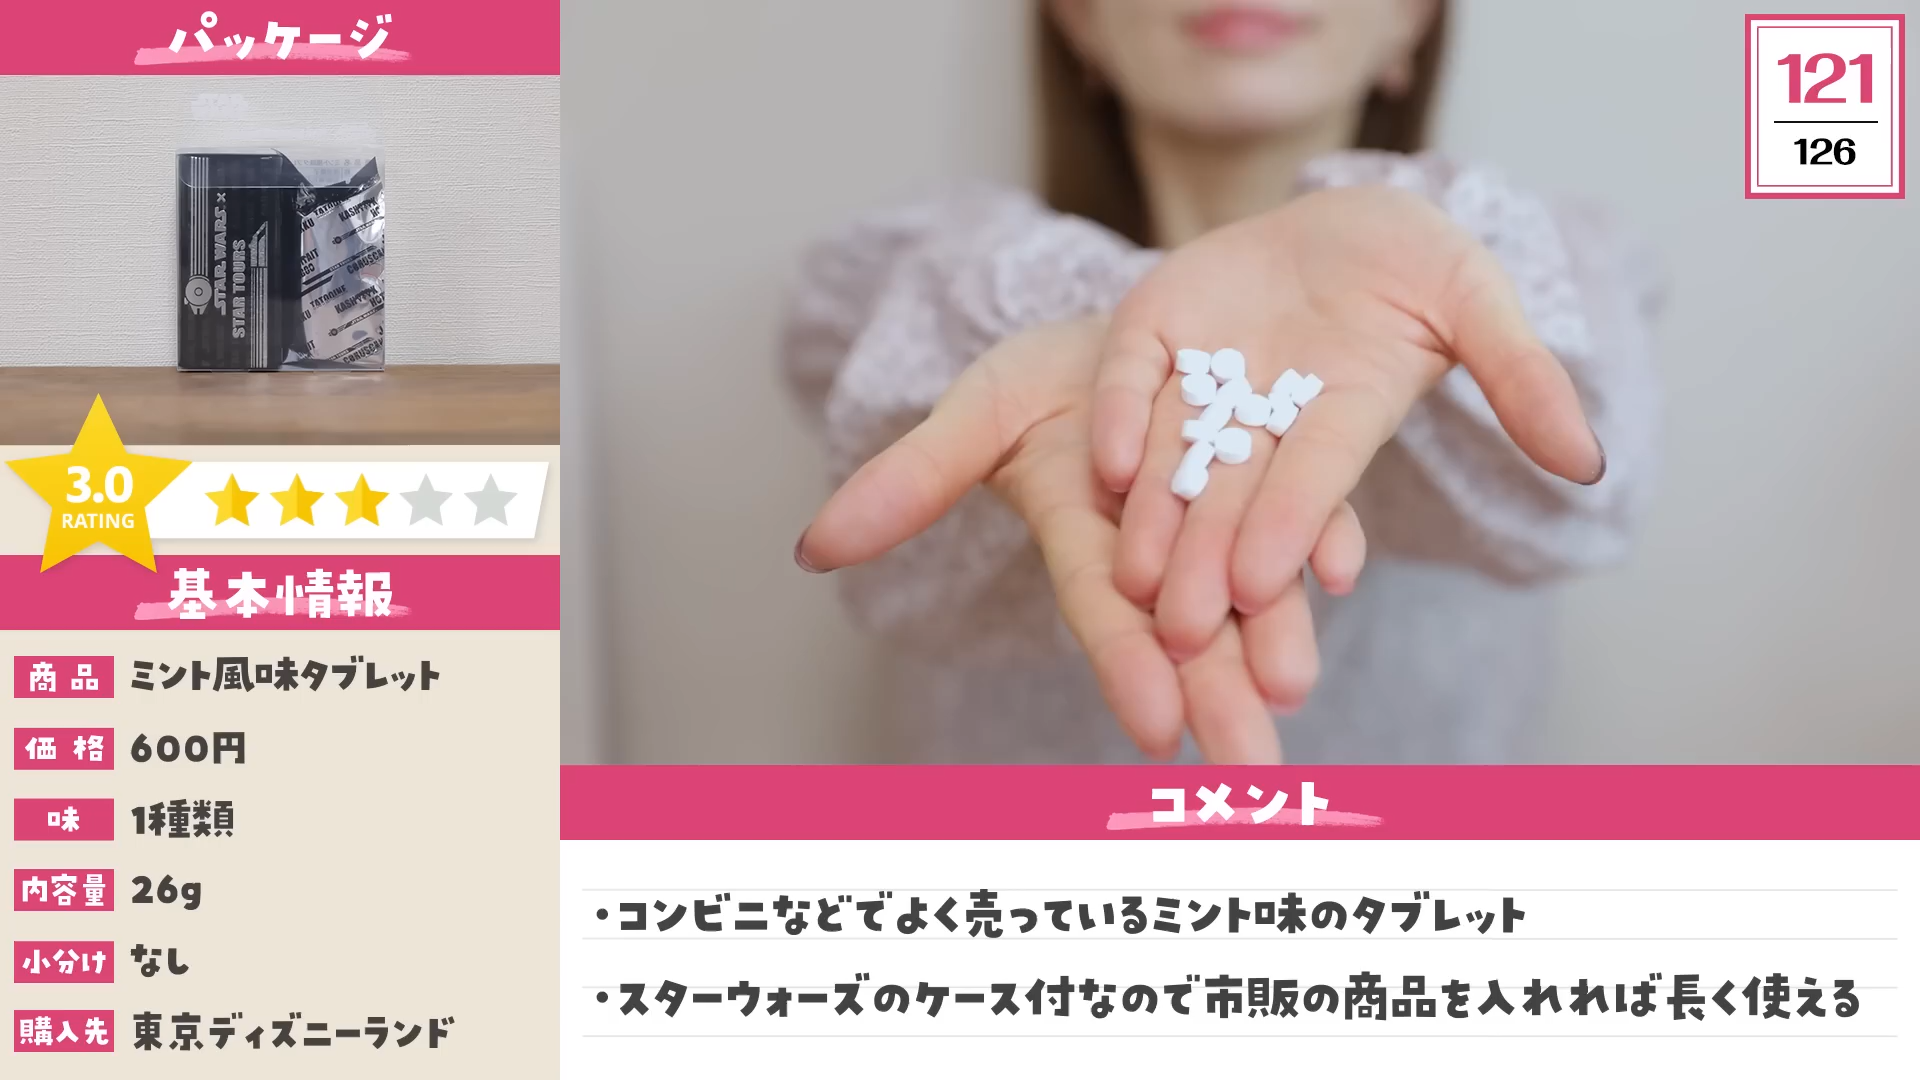 パッケージ
STAR WARS ×
STAR TOURS
TATOOINE
KASHYYYK
CORUSCANT
3.0
RATING
基本情報
商品 ミント風味タブレット
価格 600円
味 1種類
内容量 26g
小分け なし
購入先 東京ディズニーランド
121
126
コメント
・コンビニなどでよく売っているミント味のタブレット
・スターウォーズのケース付なので市販の商品を入れれば長く使える